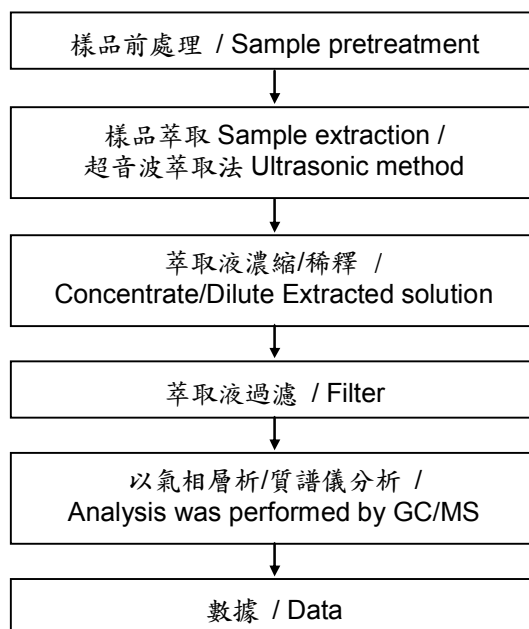 樣品前處理 / Sample pretreatment
樣品萃取 Sample extraction /
超音波萃取法 Ultrasonic method
萃取液濃縮/稀釋 /
Concentrate/Dilute Extracted solution
萃取液過濾 / Filter
以氣相層析/質譜儀分析 /
Analysis was performed by GC/MS
數據 / Data